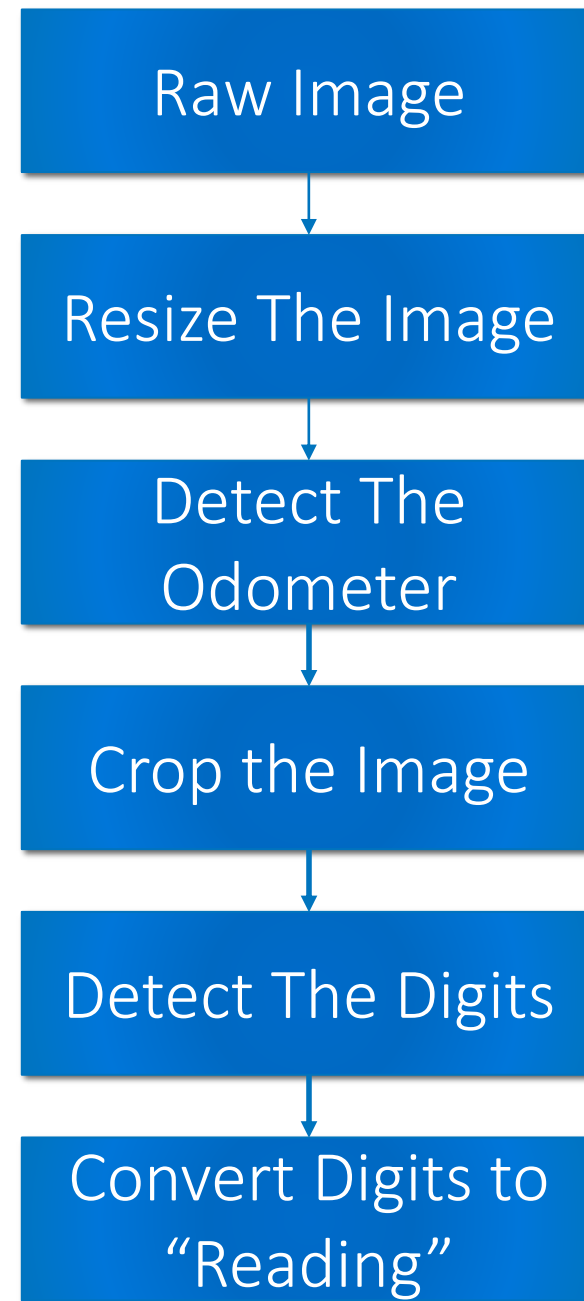 Raw Image
Resize The Image
Detect The
Odometer
Crop the Image
Detect The Digits
Convert Digits to
“Reading”